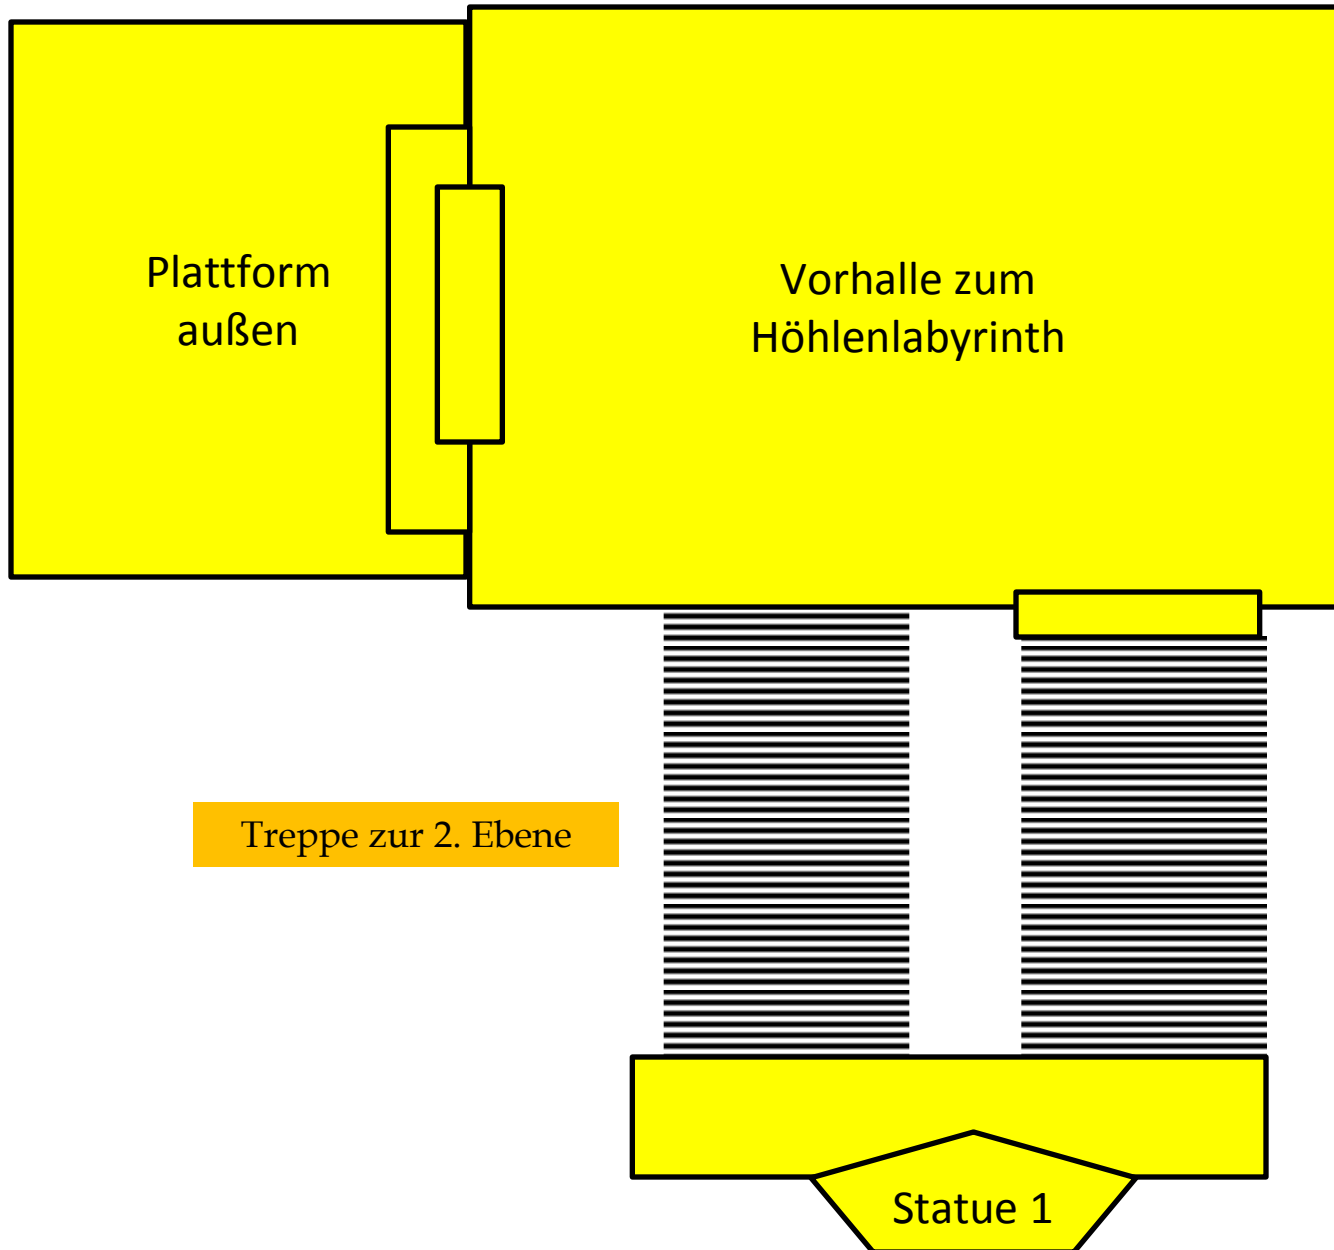 Plattform
außen
Vorhalle zum
Höhlenlabyrinth
Treppe zur 2. Ebene
Statue 1